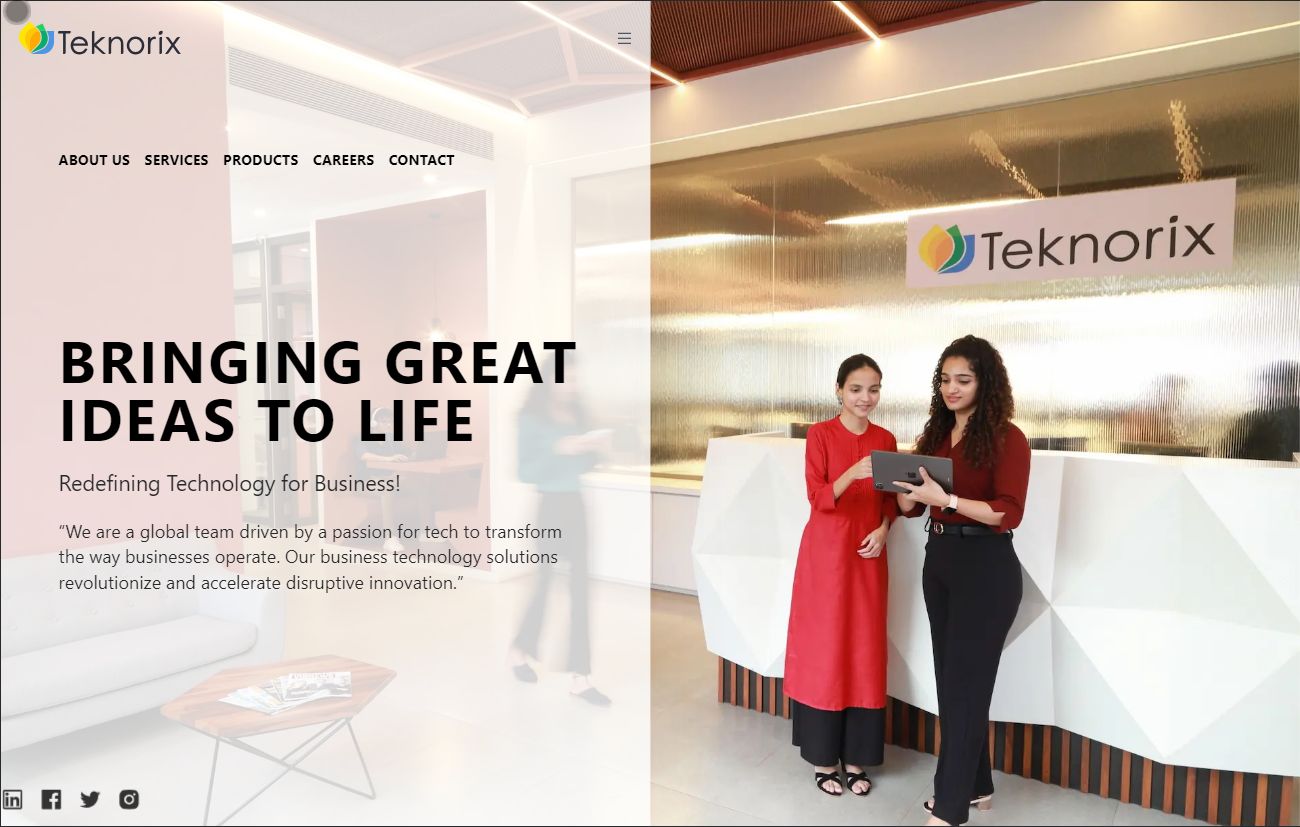 Teknorix
ABOUT US SERVICES PRODUCTS CAREERS CONTACT
BRINGING GREAT
IDEAS TO LIFE
Redefining Technology for Business!
“We are a global team driven by a passion for tech to transform
the way businesses operate. Our business technology solutions
revolutionize and accelerate disruptive innovation.”
in
Teknorix